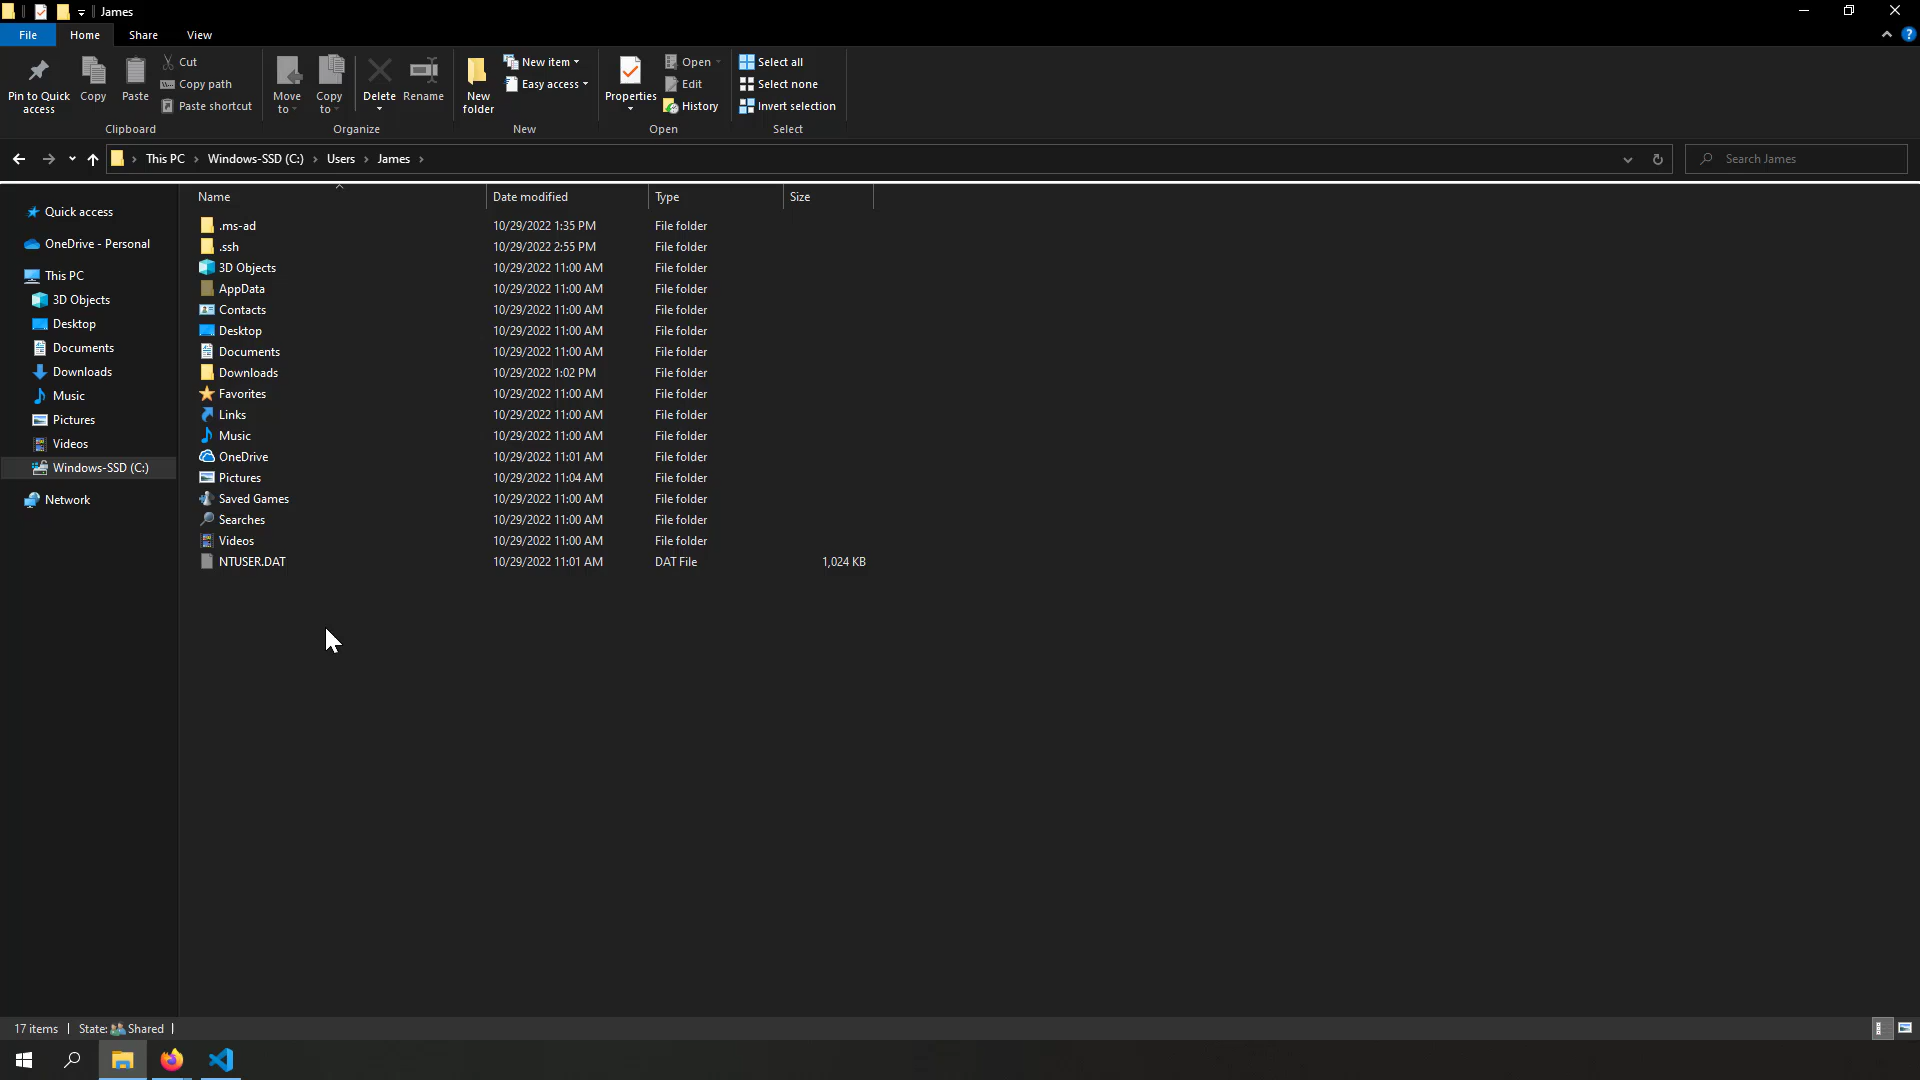 James
File
Home
Share
View
Pin to Quick
access
Copy
Paste
Cut
Copy path
Paste shortcut
Clipboard
Move
to
Copy
to
Delete
Rename
Organize
New
folder
New item
Easy access
New
Properties
Open
Edit
History
Open
Select all
Select none
Invert selection
Select
This PC
Windows-SSD (C:)
Users
James
Search James
Quick access
OneDrive - Personal
This PC
3D Objects
Desktop
Documents
Downloads
Music
Pictures
Videos
Windows-SSD (C:)
Network
Name Date modified Type Size
.ms-ad 10/29/2022 1:35 PM File folder
.ssh 10/29/2022 2:55 PM File folder
3D Objects 10/29/2022 11:00 AM File folder
AppData 10/29/2022 11:00 AM File folder
Contacts 10/29/2022 11:00 AM File folder
Desktop 10/29/2022 11:00 AM File folder
Documents 10/29/2022 11:00 AM File folder
Downloads 10/29/2022 1:02 PM File folder
Favorites 10/29/2022 11:00 AM File folder
Links 10/29/2022 11:00 AM File folder
Music 10/29/2022 11:00 AM File folder
OneDrive 10/29/2022 11:01 AM File folder
Pictures 10/29/2022 11:04 AM File folder
Saved Games 10/29/2022 11:00 AM File folder
Searches 10/29/2022 11:00 AM File folder
Videos 10/29/2022 11:00 AM File folder
NTUSER.DAT 10/29/2022 11:01 AM DAT File 1,024 KB
17 items
State: Shared